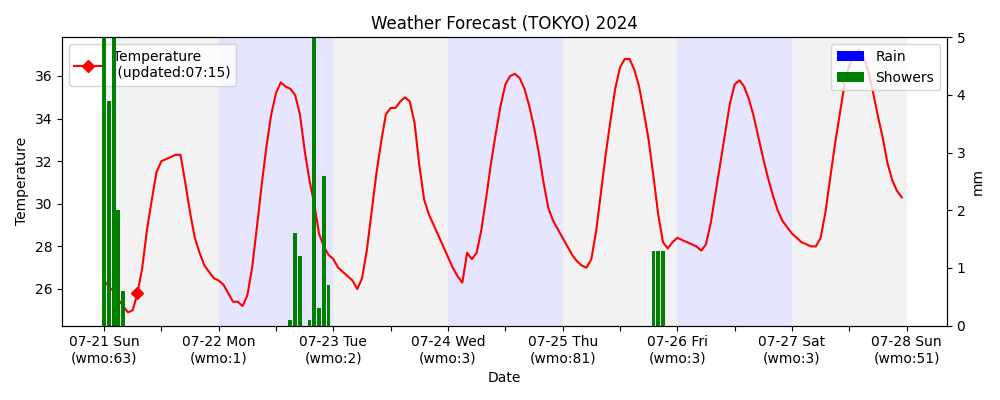 Weather Forecast (TOKYO) 2024
Temperature
(updated:07:15)
Rain
Showers
36
34
32
30
28
26
Temperature
5
4
3
2
1
0
mm
07-21 Sun 07-22 Mon 07-23 Tue 07-24 Wed 07-25 Thu 07-26 Fri 07-27 Sat 07-28 Sun
(wmo:63) (wmo:1) (wmo:2) (wmo:3) (wmo:81) (wmo:3) (wmo:3) (wmo:51)
Date